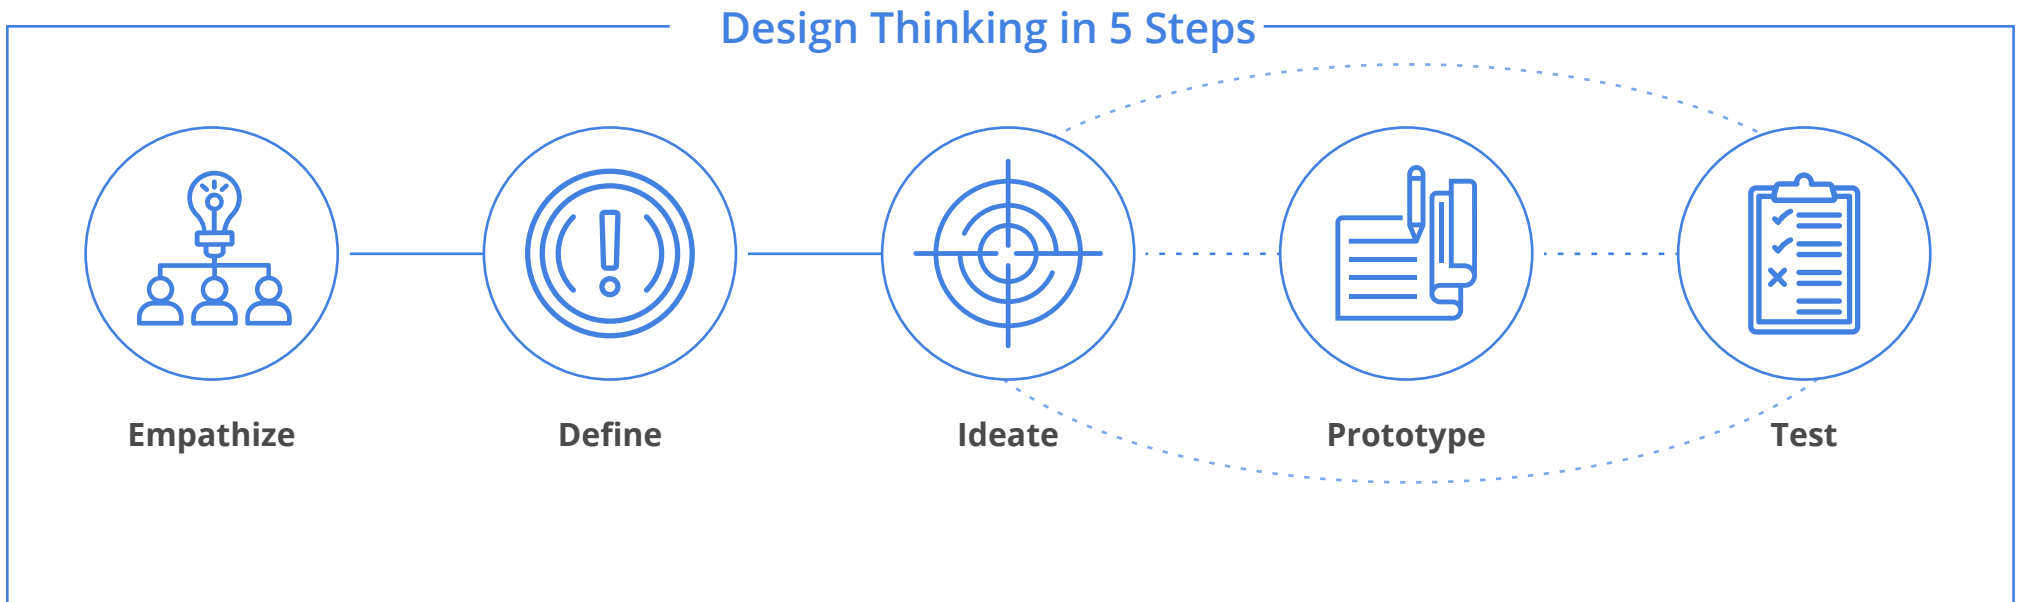 Design Thinking in 5 Steps
Empathize
Define
Ideate
Prototype
Test